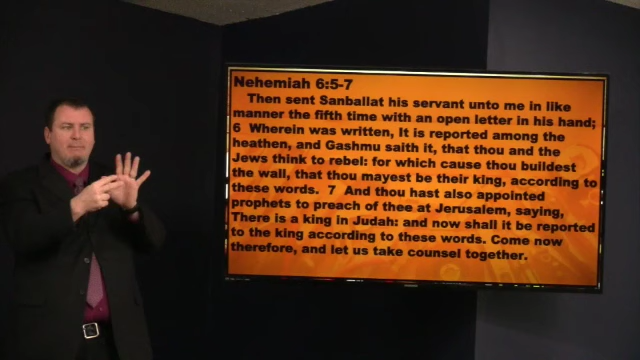 Nehemiah 6:5-7
Then sent Sanballat his servant unto me in like
manner the fifth time with an open letter in his hand;
6 Wherein was written, It is reported among the
heathen, and Gashmu saith it, that thou and the
Jews think to rebel: for which cause thou buildest
the wall, that thou mayest be their king, according to
these words. 7 And thou hast also appointed
prophets to preach of thee at Jerusalem, saying,
There is a king in Judah: and now shall it be reported
to the king according to these words. Come now
therefore, and let us take counsel together.